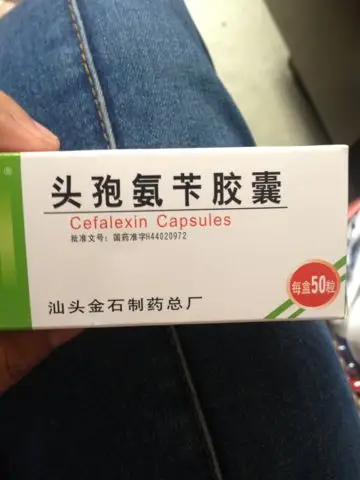 ®
头孢氨苄胶囊
Cefalexin Capsules
批准文号：国药准字H44020972
每盒50粒
汕头金石制药总厂